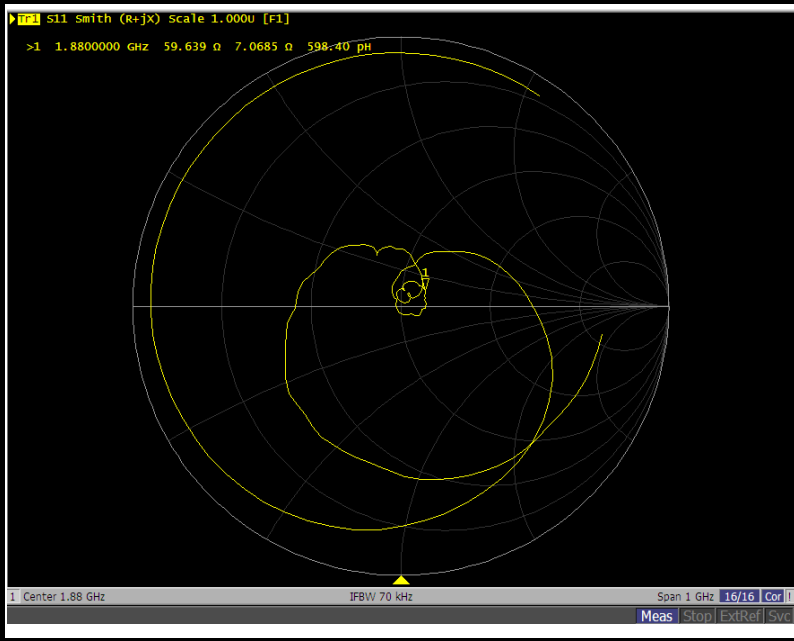 Tr1 S11 Smith (R+jX) Scale 1.000U [F1]
>1 1.8800000 GHz 59.639 Ω 7.0685 Ω 598.40 pH
1
1 Center 1.88 GHz IFBW 70 kHz Span 1 GHz 16/16 Cor !
Meas Stop ExtRef Svc